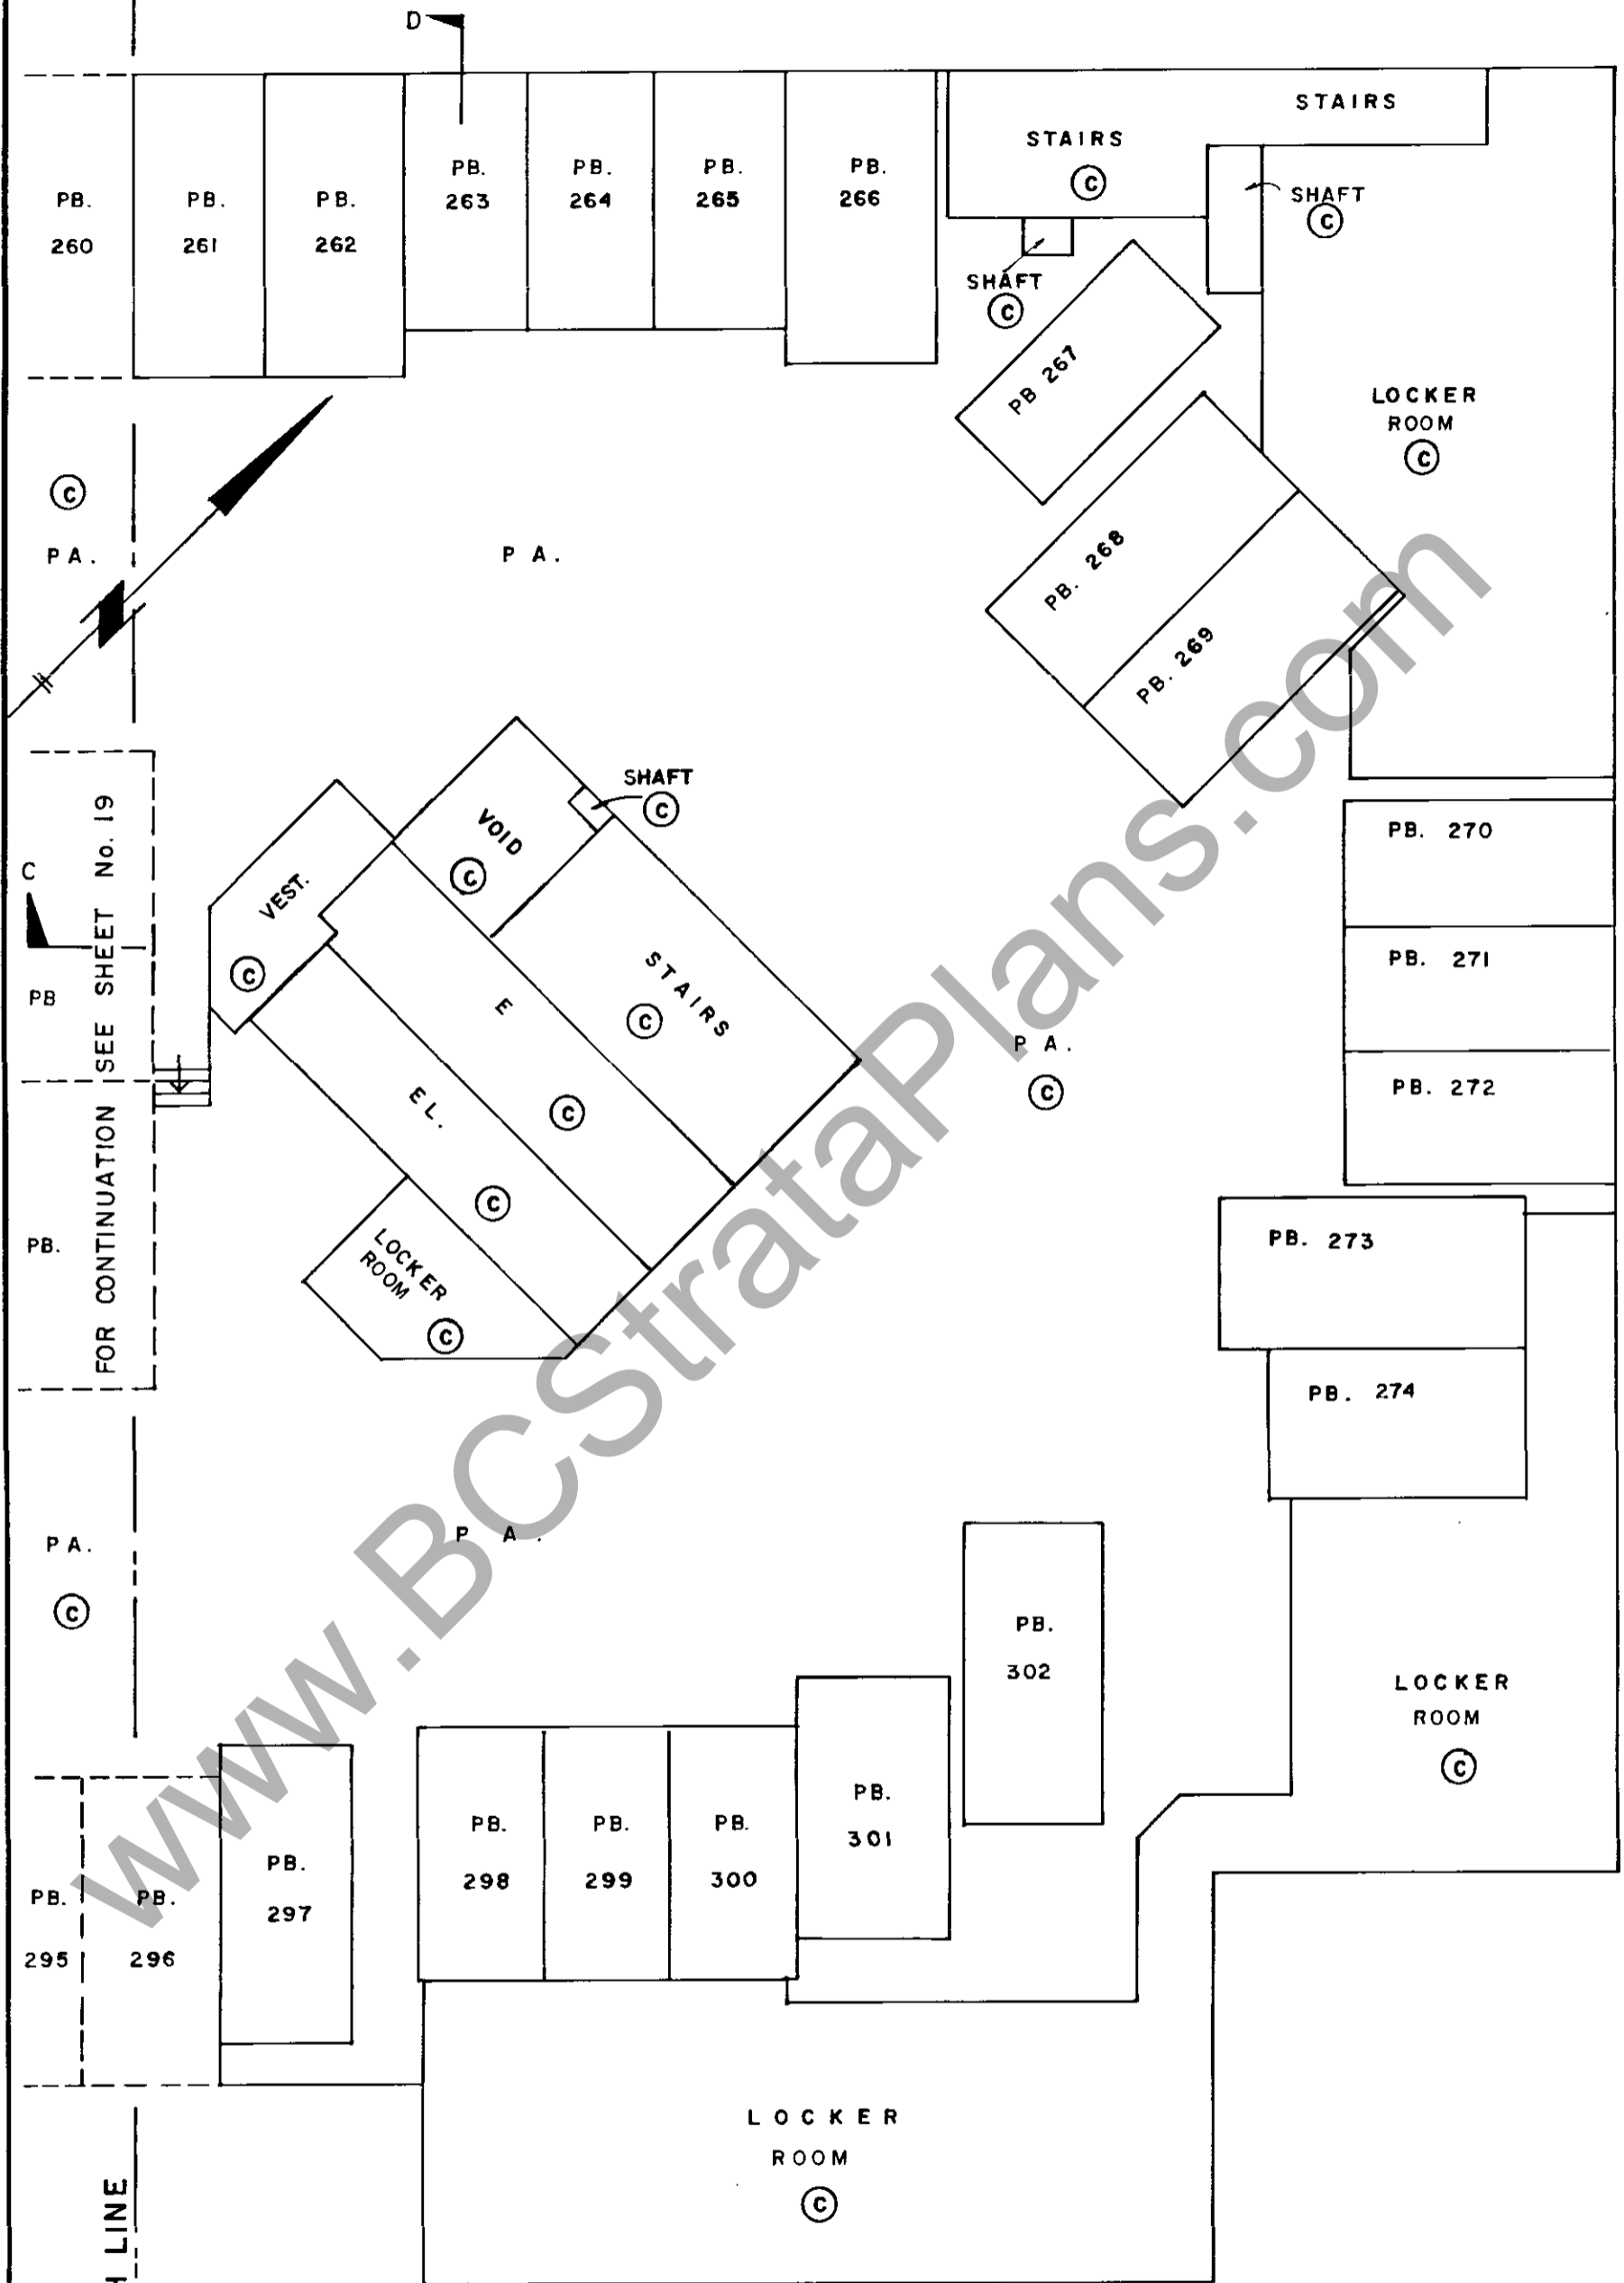 D
STAIRS
STAIRS
C
PB.
260
PB.
261
PB.
262
PB.
263
PB.
264
PB.
265
PB.
266
SHAFT
C
SHAFT
C
PB 267
LOCKER
ROOM
C
C
PA.
PA.
PB. 268
PB. 269
SHAFT
C
VOID
C
VEST.
C
PB. 270
C
PB
FOR CONTINUATION SEE SHEET No. 19
PB. 271
STAIRS
C
E
C
PA.
C
PB. 272
EL.
C
PB.
LOCKER
ROOM
C
PB. 273
PB. 274
PA.
C
PA.
PB.
302
LOCKER
ROOM
C
PB.
301
PB.
298
PB.
299
PB.
300
PB.
297
PB.
295
PB.
296
LOCKER
ROOM
C
H LINE
www.BCStrataPlans.com